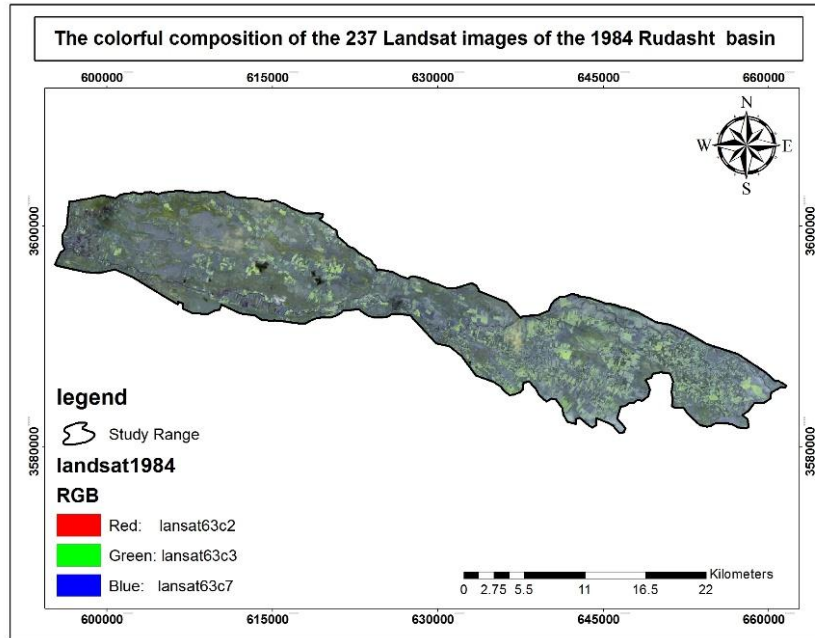 The colorful composition of the 237 Landsat images of the 1984 Rudasht basin
600000 615000 630000 645000 660000
N
W E
S
3600000 3600000
legend
Study Range
3580000 3580000
landsat1984
RGB
Red: lansat63c2
Green: lansat63c3
Blue: lansat63c7
Kilometers
0 2.75 5.5 11 16.5 22
600000 615000 630000 645000 660000